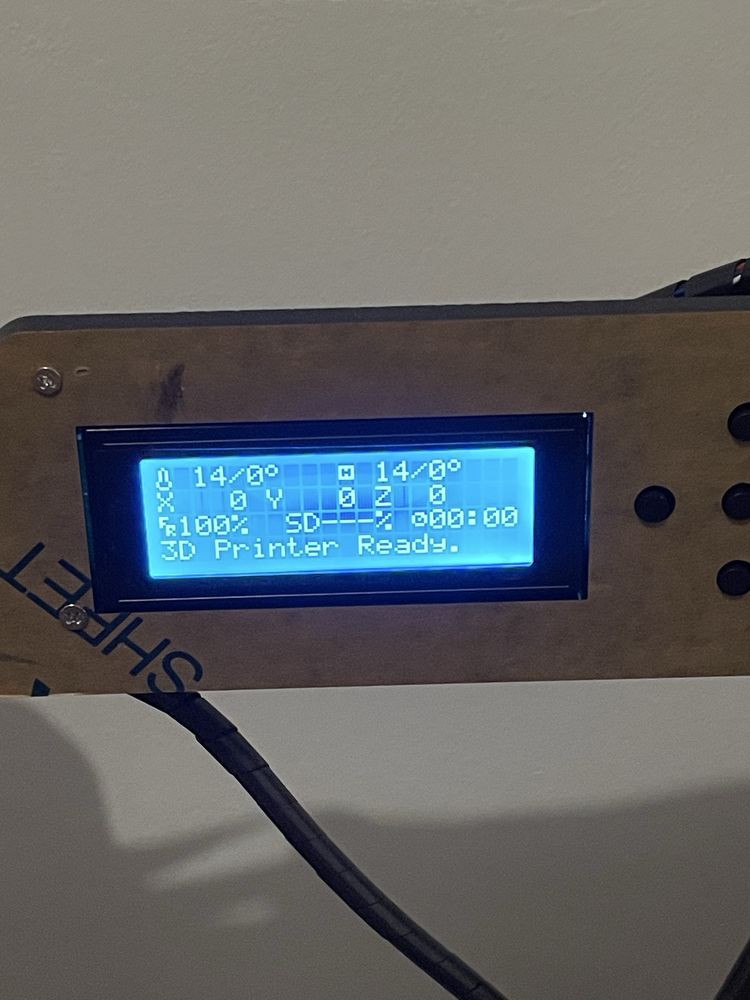 14/0° 14/0°
X 0 Y 0 Z 0
100% SD---% 00:00
3D Printer Ready.
SHEET